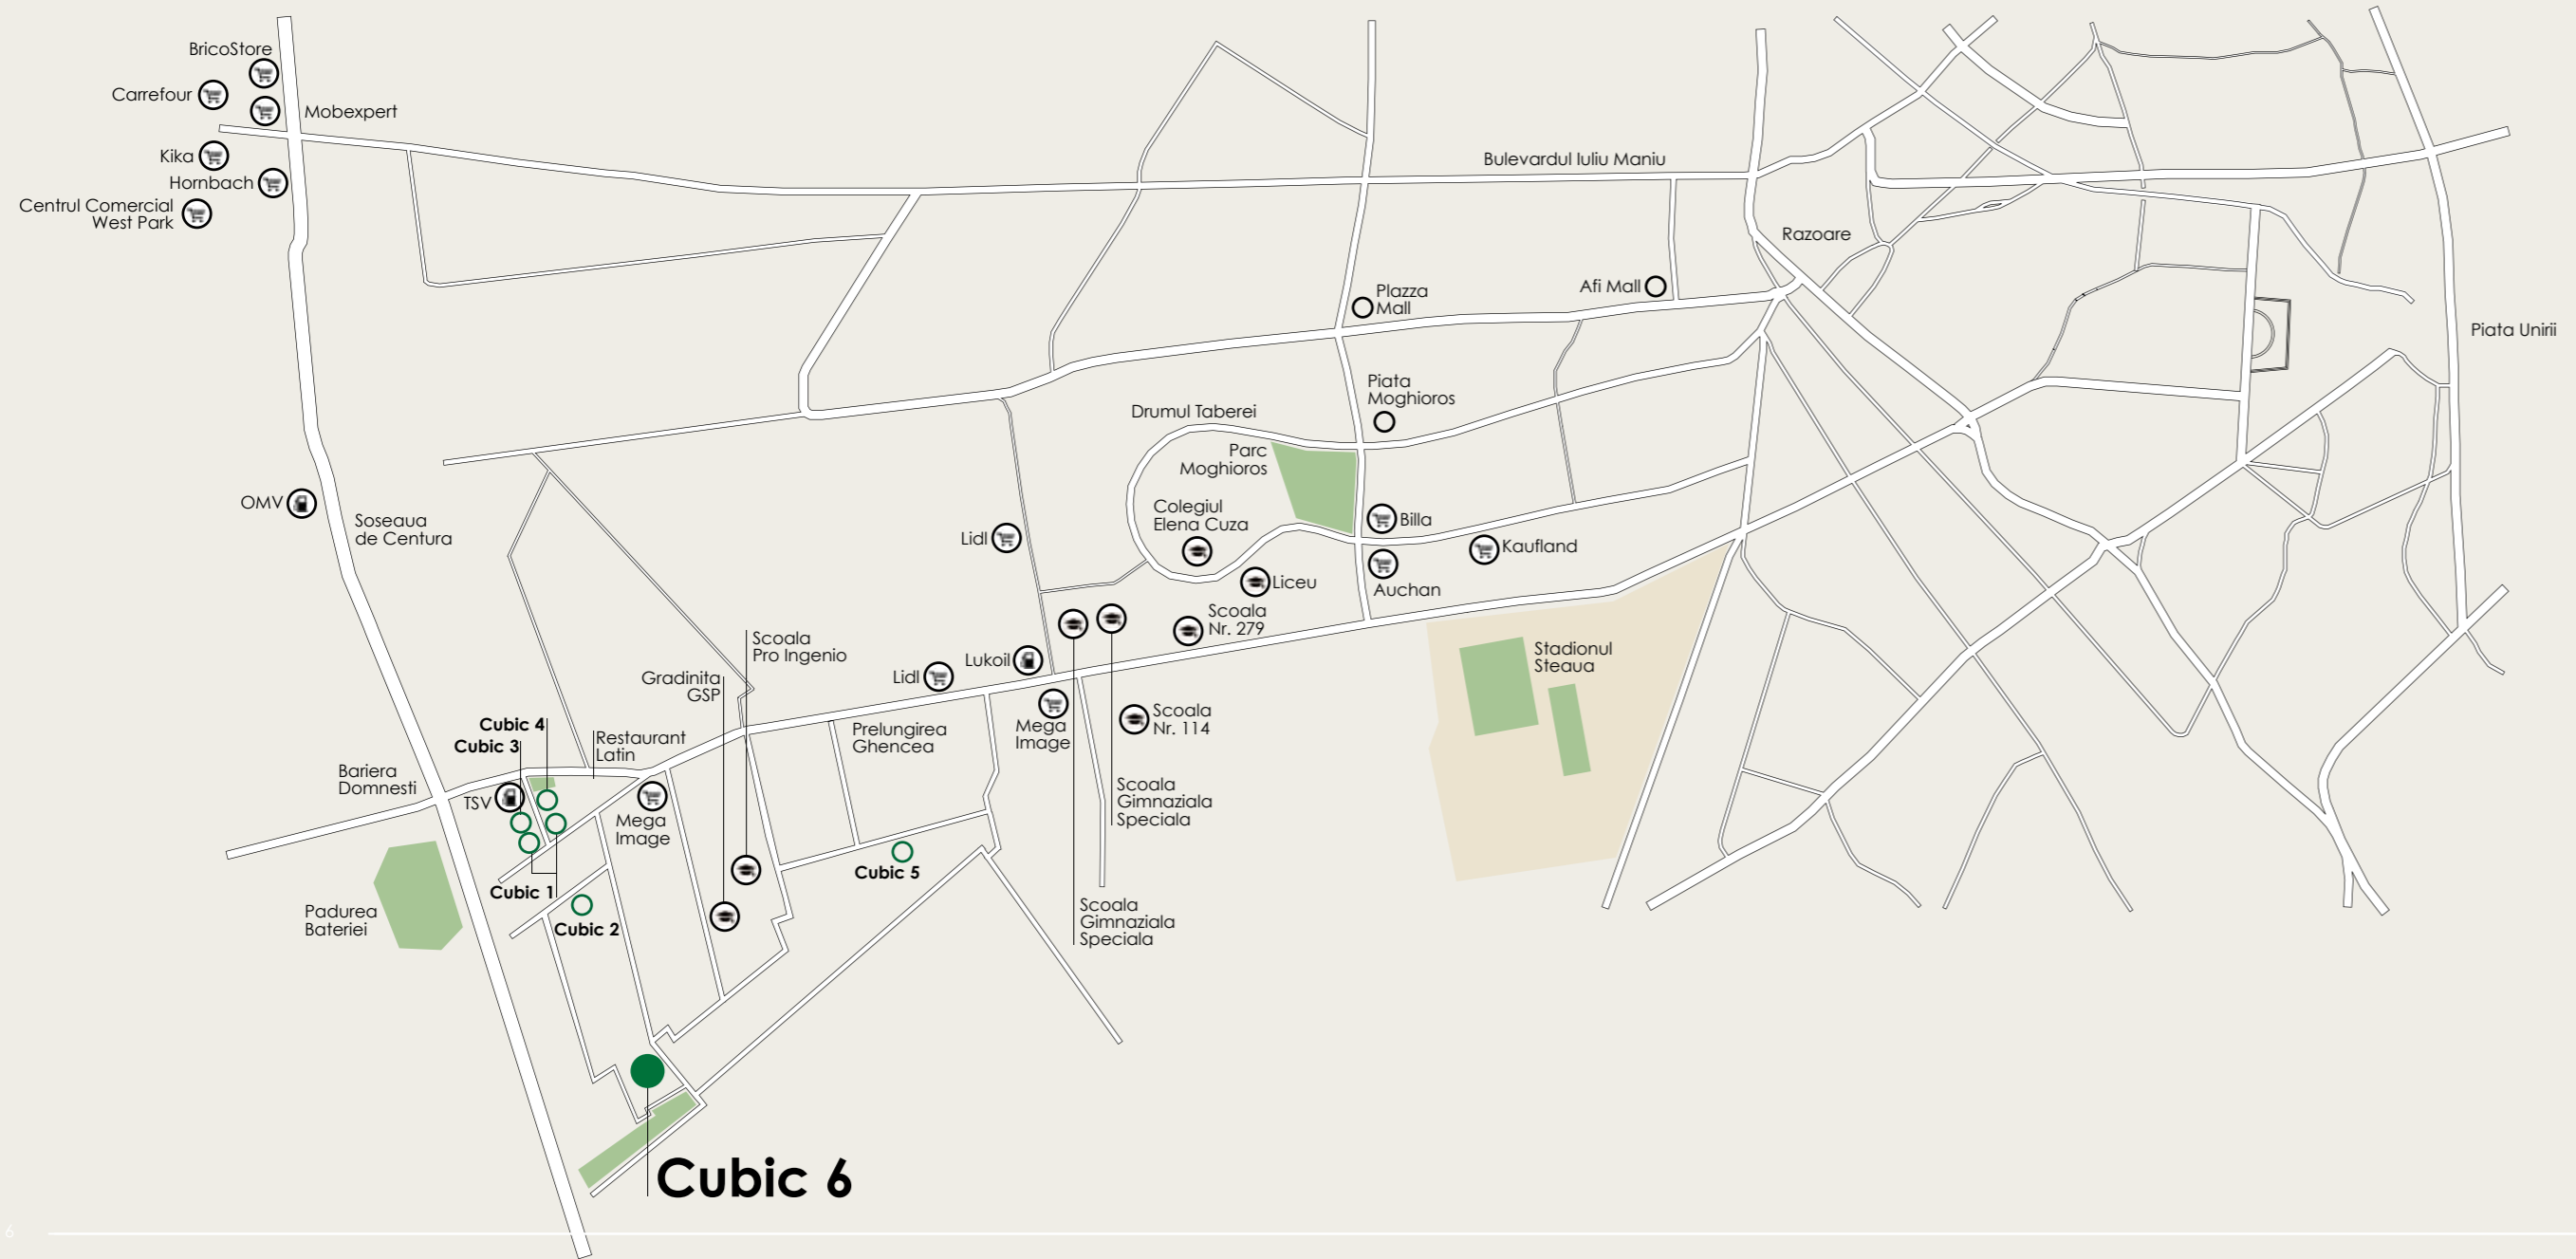 BricoStore
Carrefour
Mobexpert
Kika
Hornbach
Centrul Comercial
West Park
Bulevardul Iuliu Maniu
Razoare
Plazza
Mall
Afi Mall
Piata Unirii
Piata
Moghioros
Drumul Taberei
Parc
Moghioros
OMV
Soseaua
de Centura
Colegiul
Elena Cuza
Lidl
Billa
Kaufland
Auchan
Liceu
Scoala
Nr. 279
Scoala
Pro Ingenio
Stadionul
Steaua
Lukoil
Lidl
Gradinita
GSP
Cubic 4
Cubic 3
Restaurant
Latin
Prelungirea
Ghencea
Mega
Image
Scoala
Nr. 114
Bariera
Domnesti
TSV
Mega
Image
Scoala
Gimnaziala
Speciala
Cubic 5
Cubic 1
Padurea
Bateriei
Cubic 2
Scoala
Gimnaziala
Speciala
Cubic 6
6